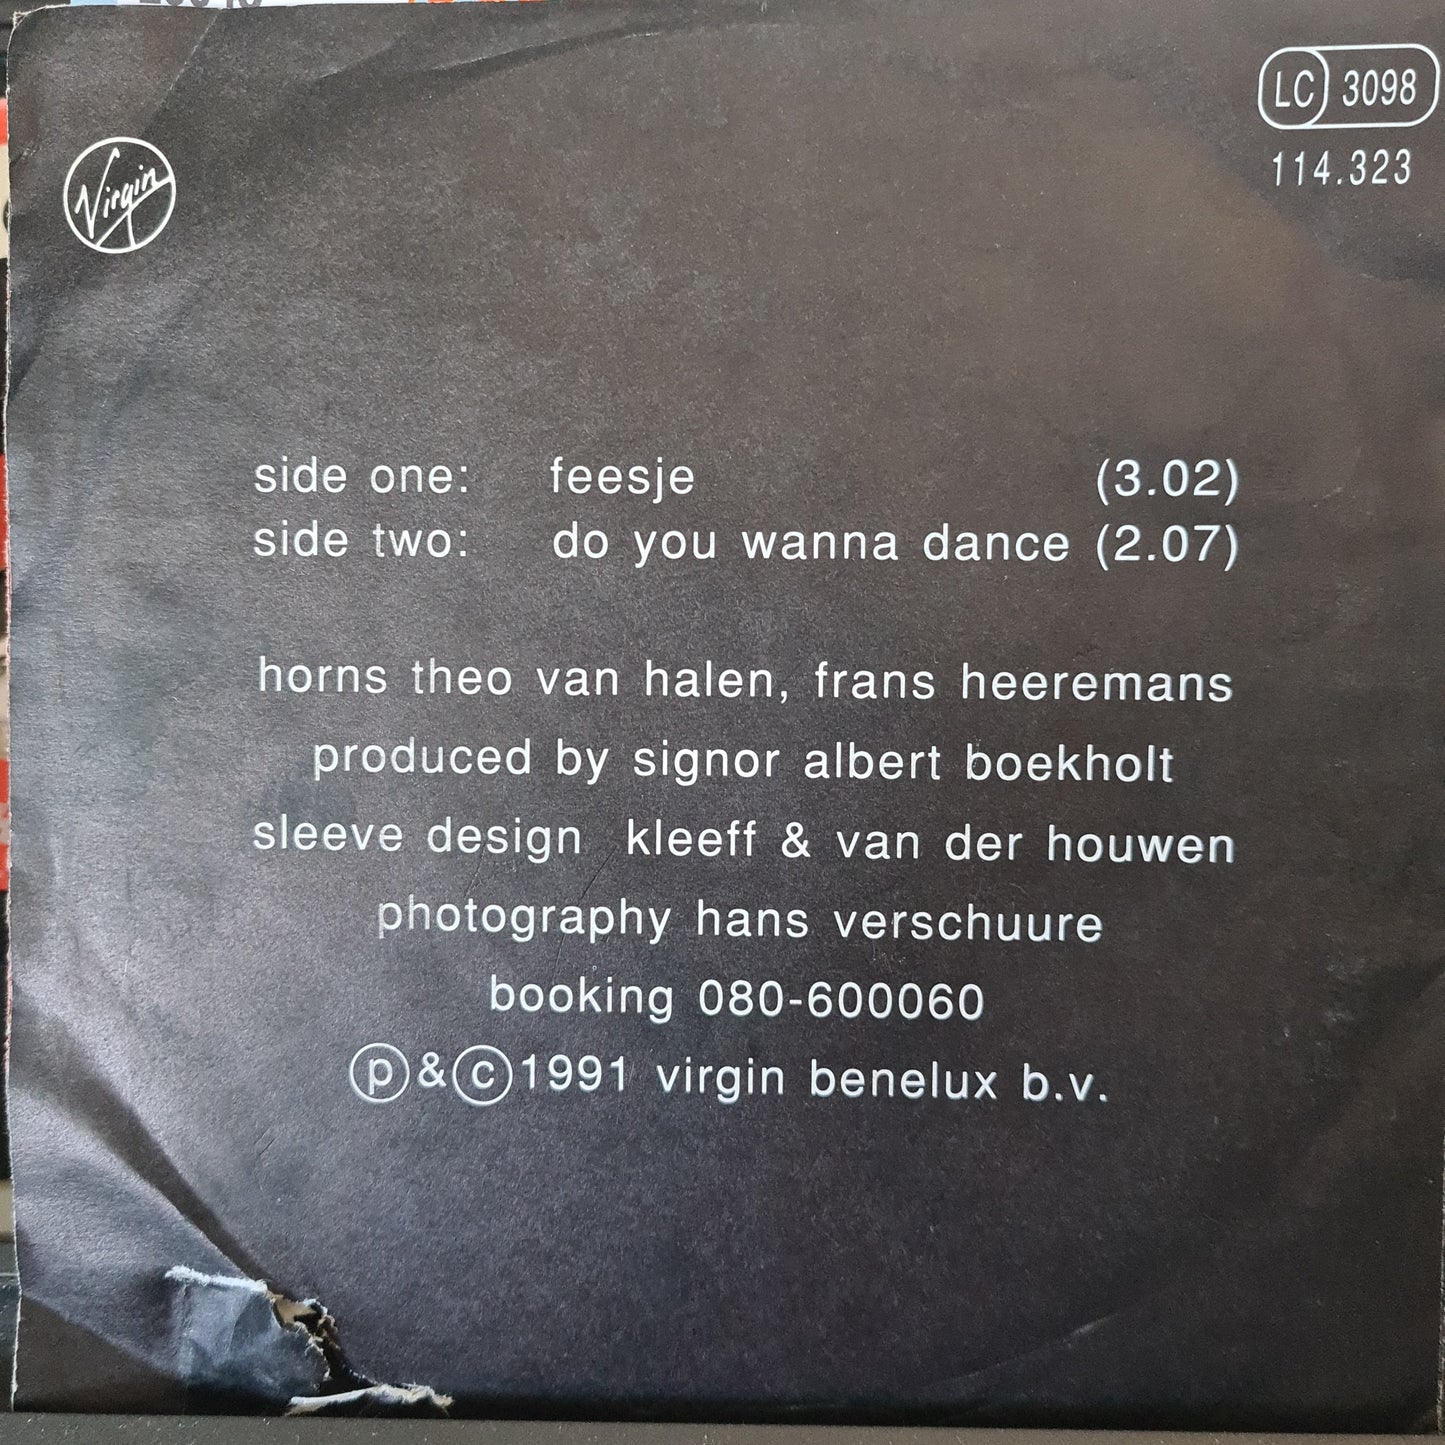 LC 3098
114.323
Virgin
side one: feesje (3.02)
side two: do you wanna dance (2.07)
horns theo van halen, frans heeremans
produced by signor albert boekholt
sleeve design kleeff & van der houwen
photography hans verschuure
booking 080-600060
ⓟ&ⓒ1991 virgin benelux b.v.